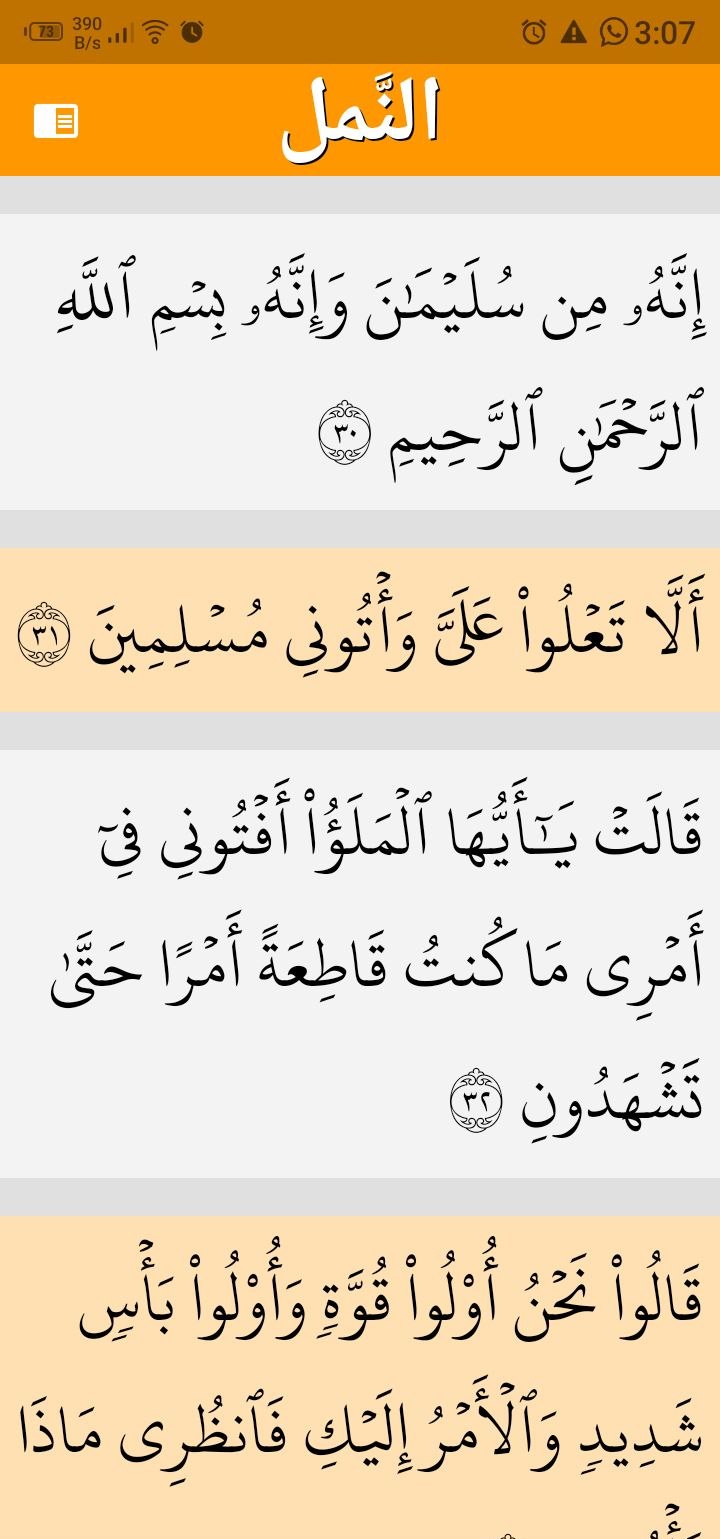 73 390 B/s 3:07
النَّمل
إِنَّهُۥ مِن سُلَيۡمَٰنَ وَإِنَّهُۥ بِسۡمِ ٱللَّهِ
ٱلرَّحۡمَٰنِ ٱلرَّحِيمِ ٣٠
أَلَّا تَعۡلُواْ عَلَيَّ وَأۡتُونِي مُسۡلِمِينَ ٣١
قَالَتۡ يَٰٓأَيُّهَا ٱلۡمَلَؤُاْ أَفۡتُونِي فِيٓ
أَمۡرِي مَا كُنتُ قَاطِعَةً أَمۡرًا حَتَّىٰ
تَشۡهَدُونِ ٣٢
قَالُواْ نَحۡنُ أُوْلُواْ قُوَّةٖ وَأُوْلُواْ بَأۡسٖ
شَدِيدٖ وَٱلۡأَمۡرُ إِلَيۡكِ فَٱنظُرِي مَاذَا